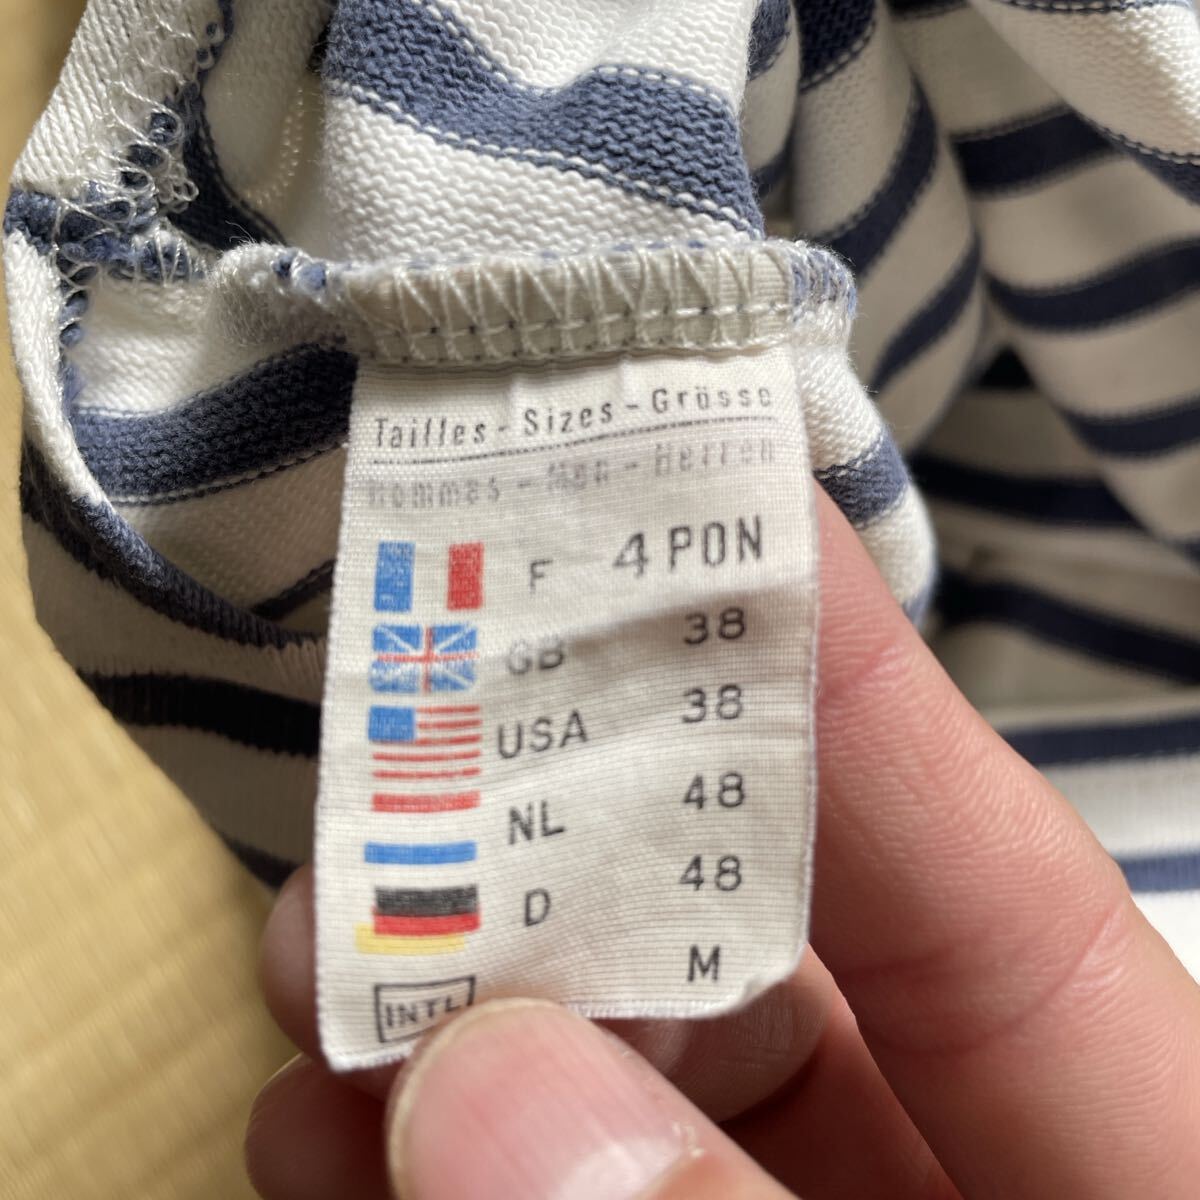 Tailles - Sizes - Grösse
Hommes - Men - Herren
F 4 PON
GB 38
USA 38
NL 48
D 48
INTL M